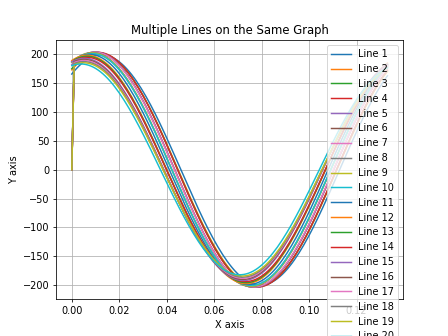 Multiple Lines on the Same Graph
Y axis
200
150
100
50
0
−50
−100
−150
−200
0.00
0.02
0.04
0.06
0.08
0.10
X axis
Line 1
Line 2
Line 3
Line 4
Line 5
Line 6
Line 7
Line 8
Line 9
Line 10
Line 11
Line 12
Line 13
Line 14
Line 15
Line 16
Line 17
Line 18
Line 19
Line 20